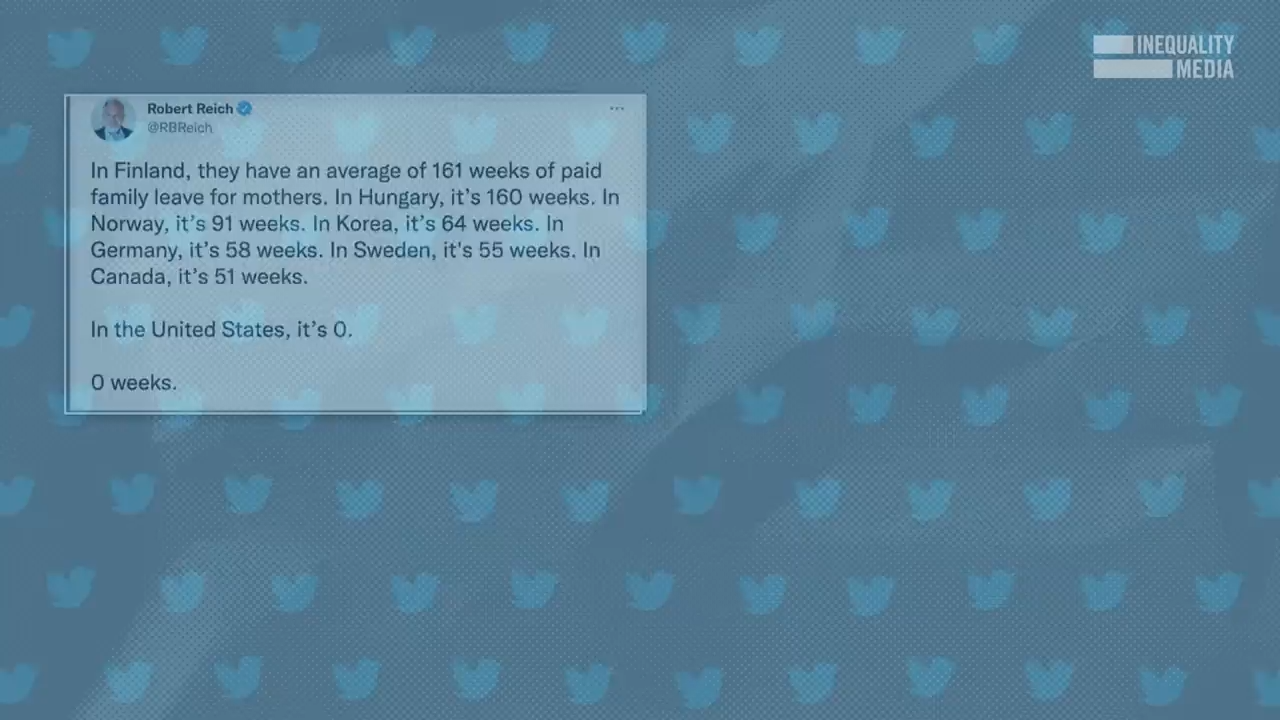 INEQUALITY
MEDIA
Robert Reich
@RBReich
In Finland, they have an average of 161 weeks of paid
family leave for mothers. In Hungary, it’s 160 weeks. In
Norway, it’s 91 weeks. In Korea, it’s 64 weeks. In
Germany, it’s 58 weeks. In Sweden, it's 55 weeks. In
Canada, it’s 51 weeks.
In the United States, it’s 0.
0 weeks.